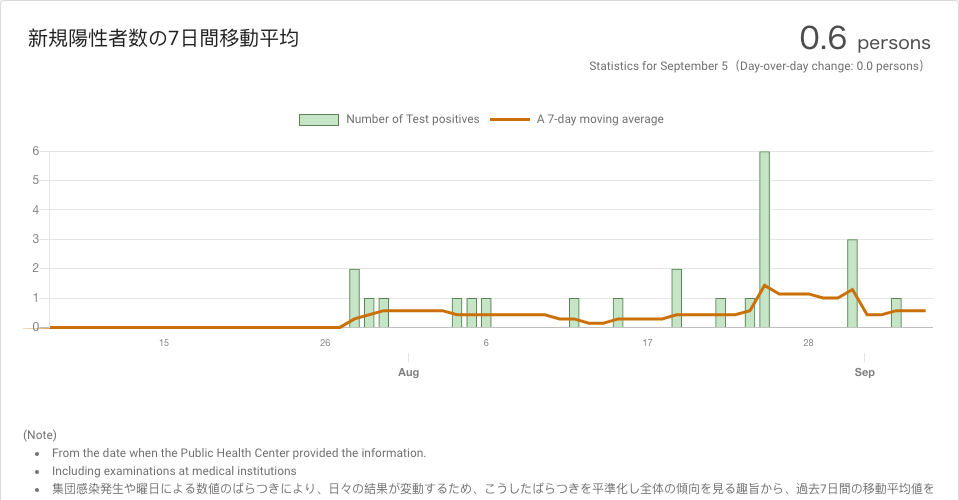 新規陽性者数の7日間移動平均
0.6 persons
Statistics for September 5（Day-over-day change: 0.0 persons）
Number of Test positives
A 7-day moving average
6
5
4
3
2
1
0
15 26 6 17 28
Aug Sep
(Note)
• From the date when the Public Health Center provided the information.
• Including examinations at medical institutions
• 集団感染発生や曜日による数値のばらつきにより、日々の結果が変動するため、こうしたばらつきを平準化し全体の傾向を見る趣旨から、過去7日間の移動平均値を